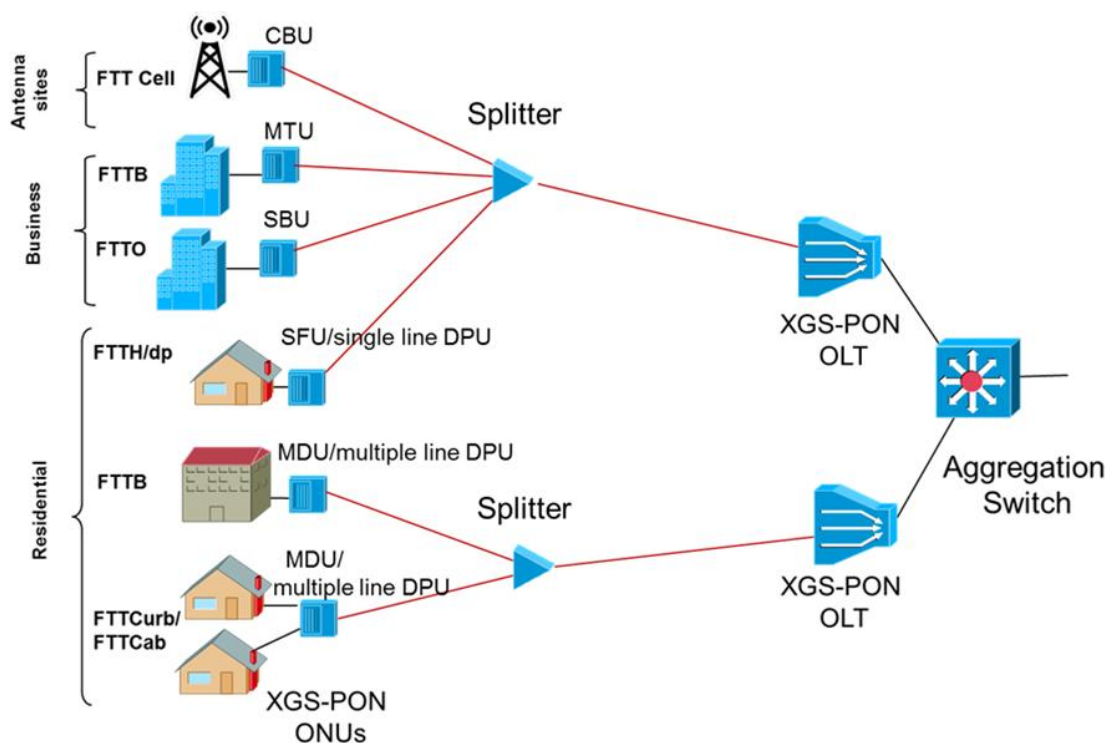 Antenna
sites
FTT Cell
CBU
Splitter
MTU
Business
FTTB
SBU
FTTO
XGS-PON
OLT
SFU/single line DPU
FTTH/dp
Residential
MDU/multiple line DPU
FTTB
Aggregation
Switch
Splitter
MDU/
multiple line DPU
XGS-PON
OLT
FTTCurb/
FTTCab
XGS-PON
ONUs